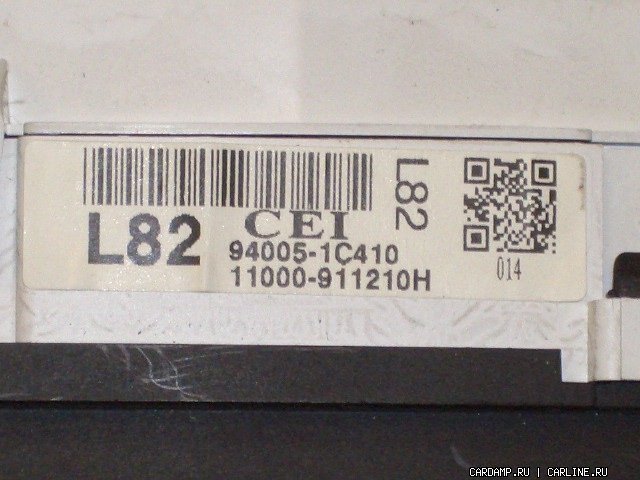 L82
CEI
L82
94005-1C410
11000-911210H
014
CARDAMP.RU | CARLINE.RU